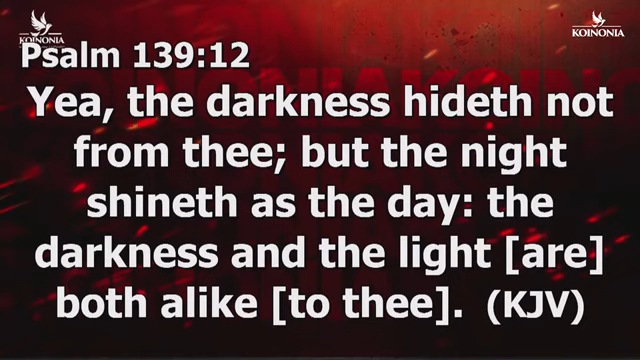 KOINONIA
KOINONIA
Psalm 139:12
Yea, the darkness hideth not
from thee; but the night
shineth as the day: the
darkness and the light [are]
both alike [to thee]. (KJV)